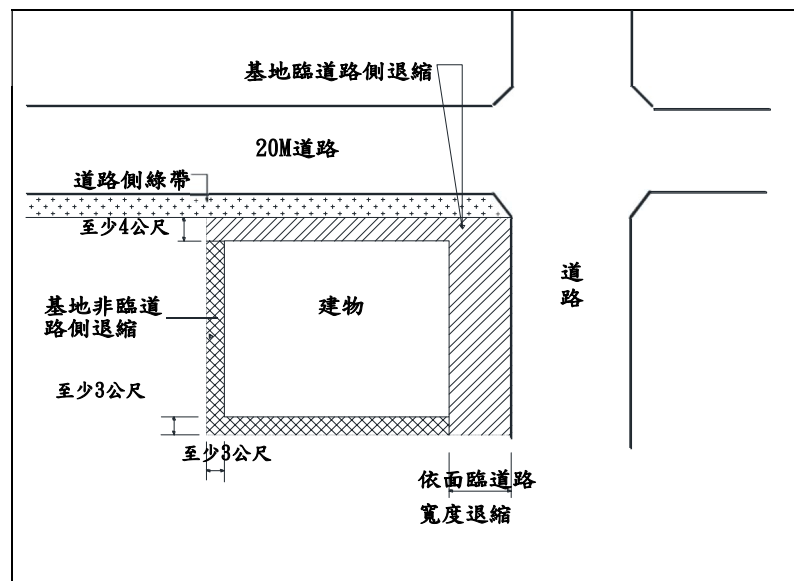 基地臨道路側退縮
20M道路
道路側綠帶
至少4公尺
道
路
基地非臨道
路側退縮
建物
至少3公尺
至少3公尺
依面臨道路
寬度退縮